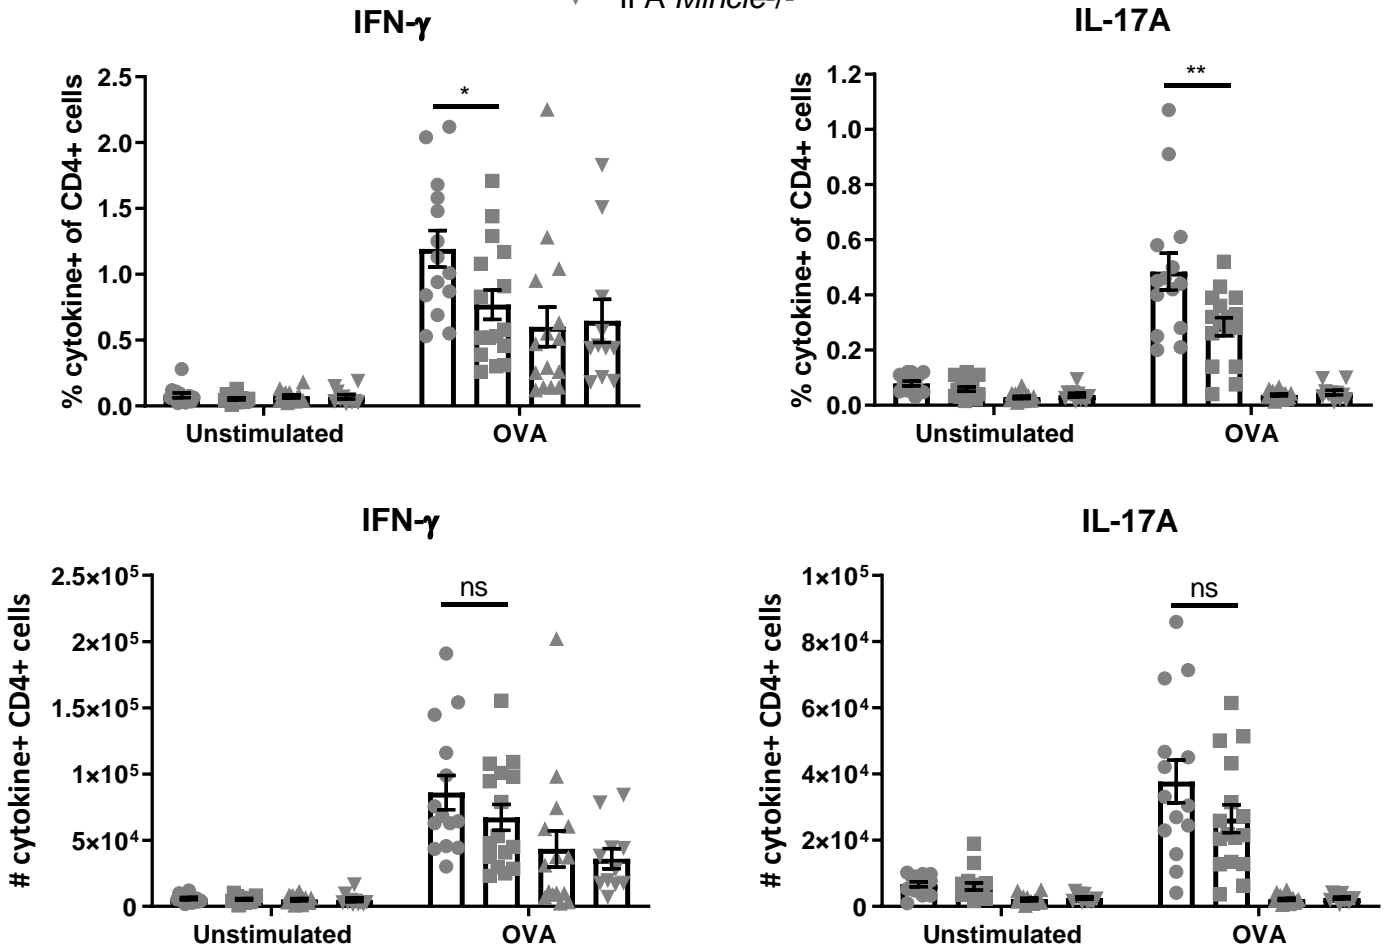 IFN-γ
% cytokine+ of CD4+ cells
2.5
2.0
1.5
1.0
0.5
0.0
*
Unstimulated
OVA
IL-17A
% cytokine+ of CD4+ cells
1.2
1.0
0.8
0.6
0.4
0.2
0.0
**
Unstimulated
OVA
IFN-γ
# cytokine+ CD4+ cells
2.5×10⁵
2×10⁵
1.5×10⁵
1×10⁵
5×10⁴
0
ns
Unstimulated
OVA
IL-17A
# cytokine+ CD4+ cells
1×10⁵
8×10⁴
6×10⁴
4×10⁴
2×10⁴
0
ns
Unstimulated
OVA